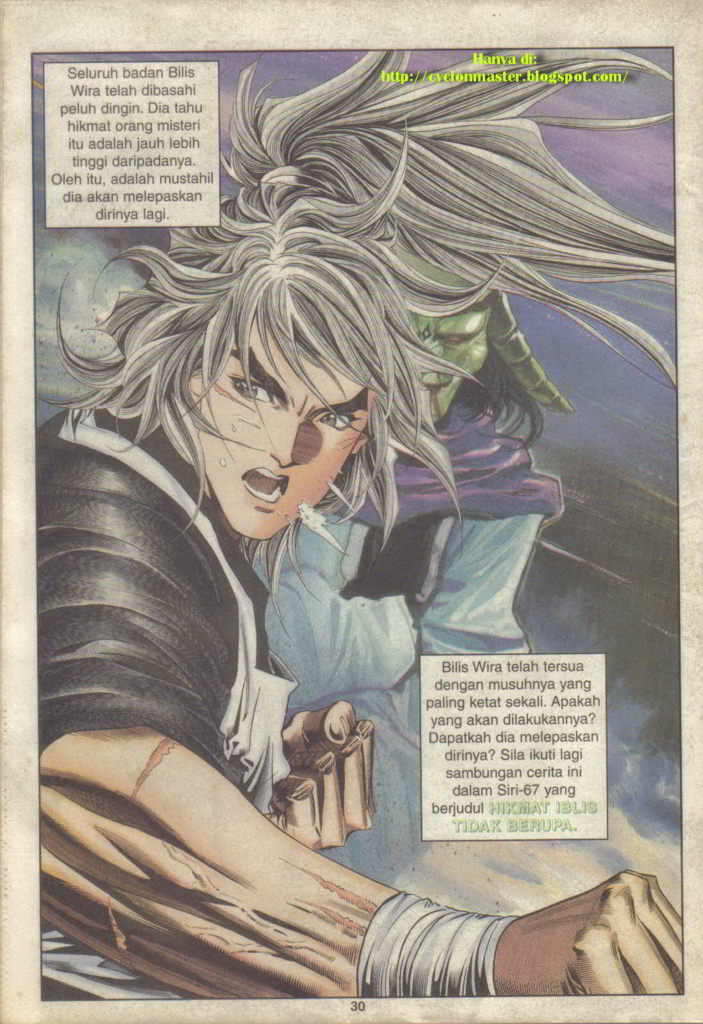 Hanya di:
http://cyclonmaster.blogspot.com/
Seluruh badan Bilis
Wira telah dibasahi
peluh dingin. Dia tahu
hikmat orang misteri
itu adalah jauh lebih
tinggi daripadanya.
Oleh itu, adalah mustahil
dia akan melepaskan
dirinya lagi.
Bilis Wira telah tersua
dengan musuhnya yang
paling ketat sekali. Apakah
yang akan dilakukannya?
Dapatkah dia melepaskan
dirinya? Sila ikuti lagi
sambungan cerita ini
dalam Siri-67 yang
berjudul HIKMAT IBLIS
TIDAK BERUPA.
30